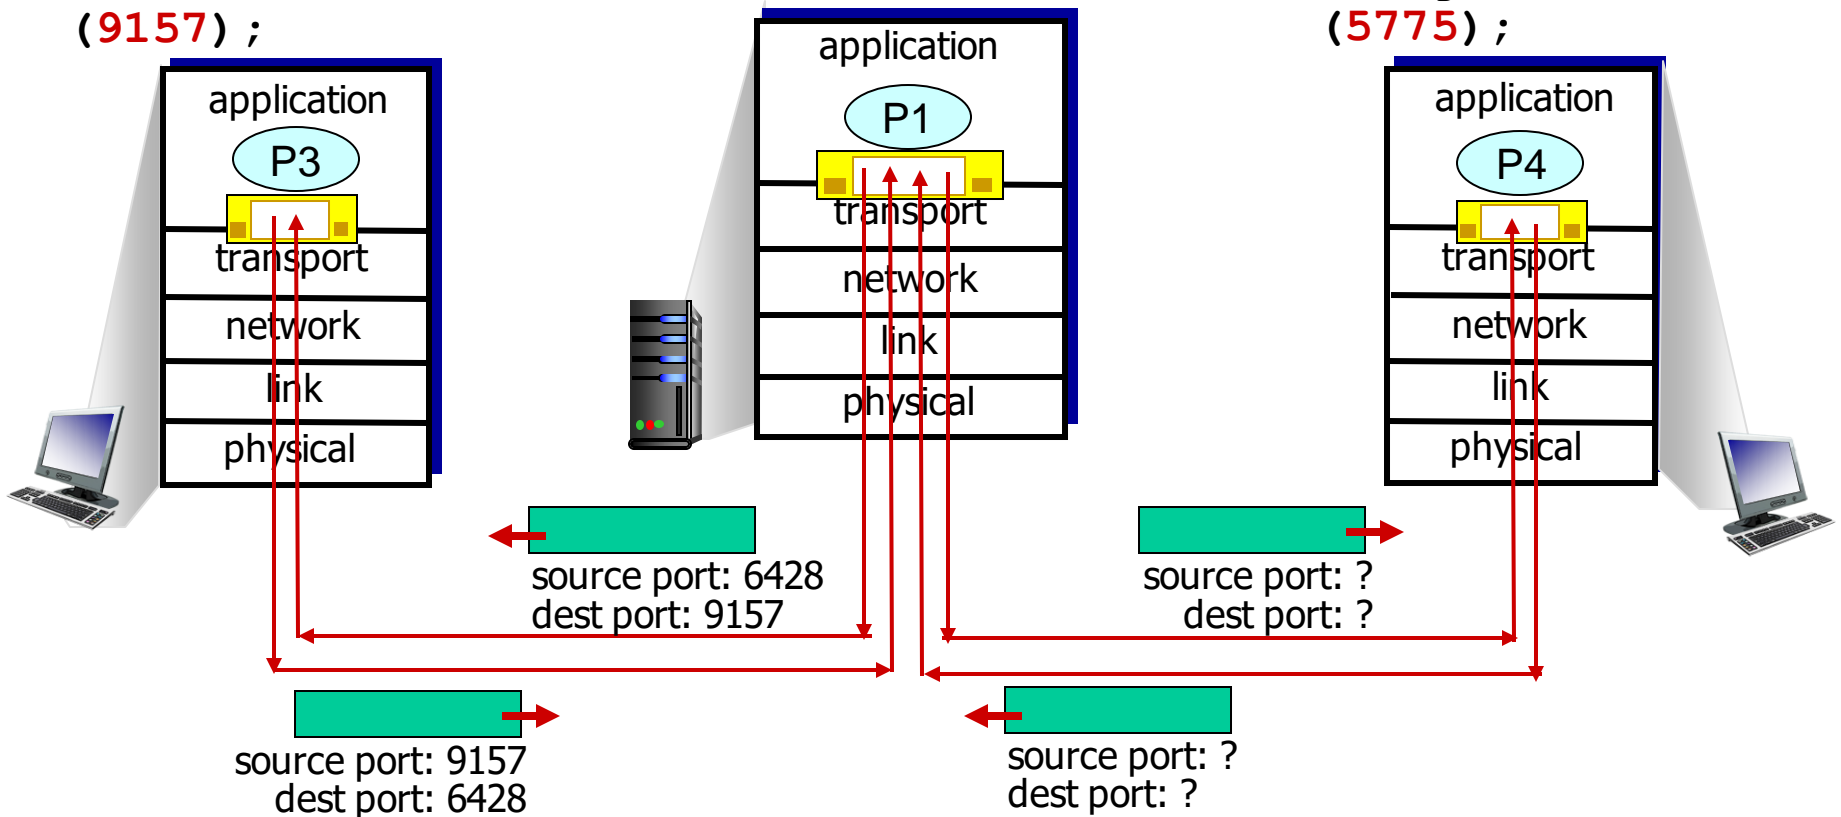 (9157);
application
P3
transport
network
link
physical
application
P1
transport
network
link
physical
(5775);
application
P4
transport
network
link
physical
source port: 6428
dest port: 9157
source port: ?
dest port: ?
source port: 9157
dest port: 6428
source port: ?
dest port: ?